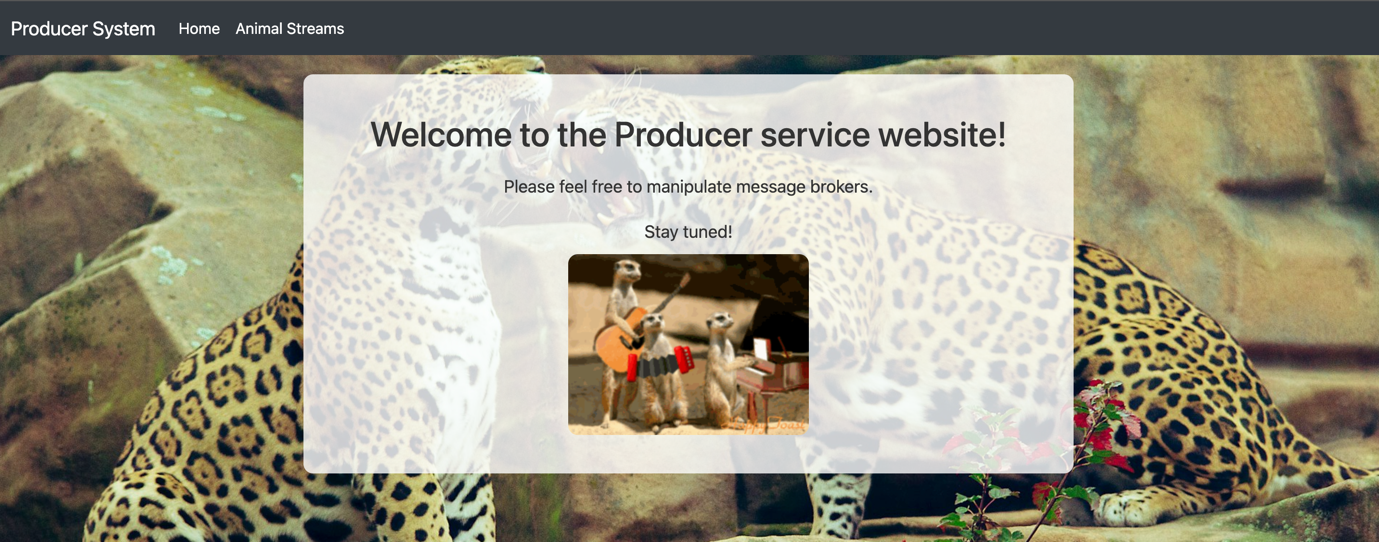 Producer System Home Animal Streams
Welcome to the Producer service website!
Please feel free to manipulate message brokers.
Stay tuned!